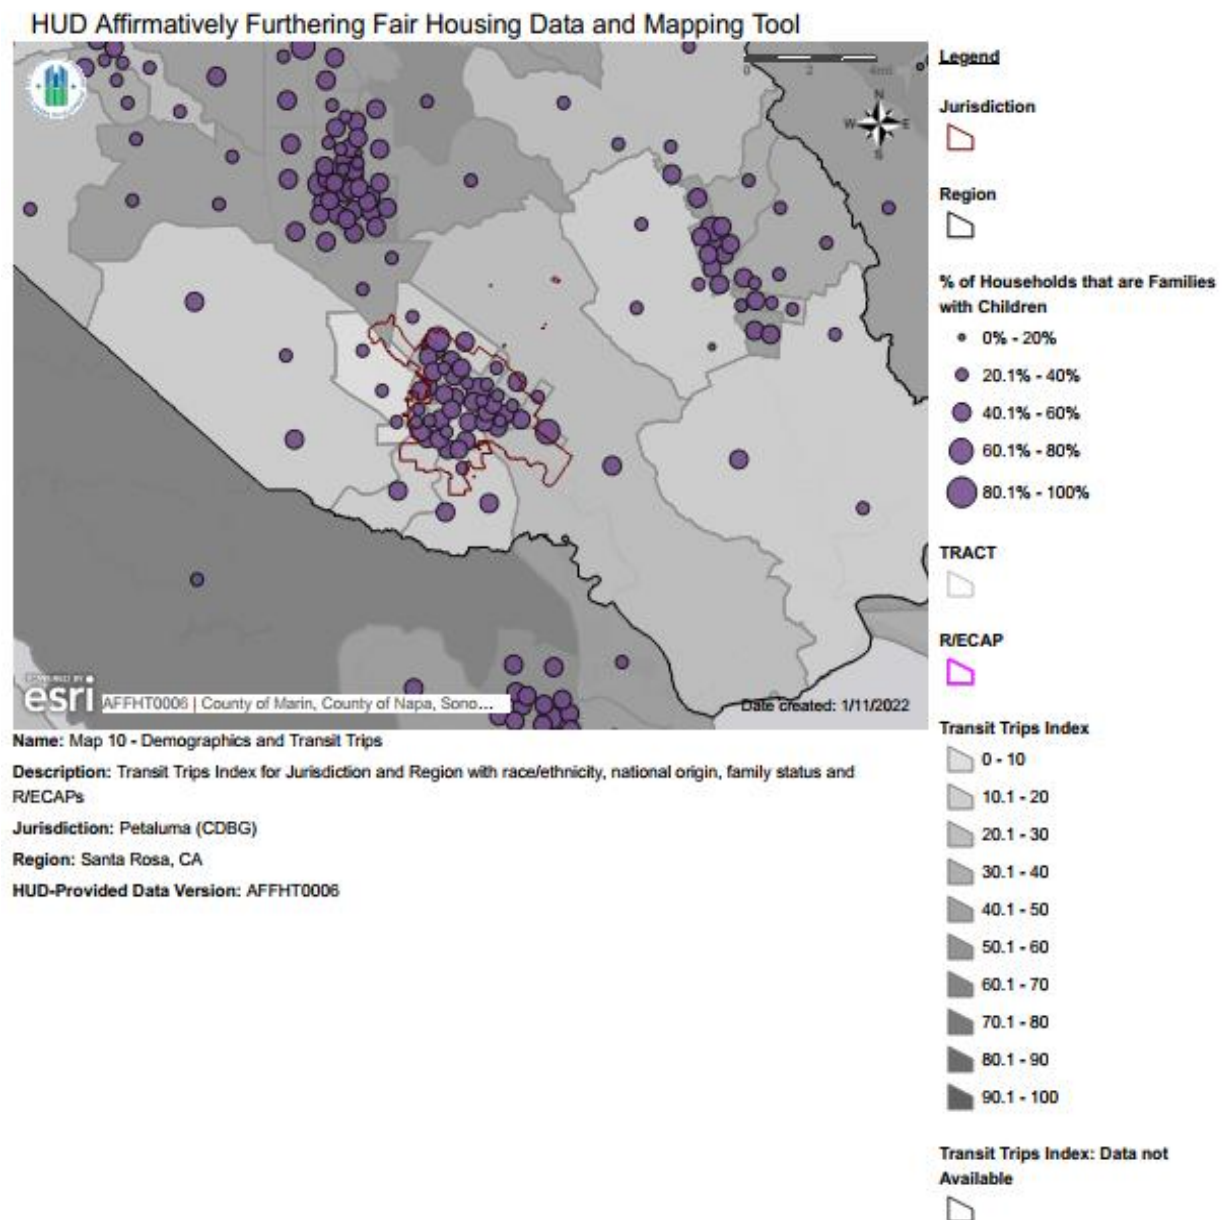 HUD Affirmatively Furthering Fair Housing Data and Mapping Tool
0 2 4mi
N
W E
S
POWERED BY
esri
AFFHT0006 | County of Marin, County of Napa, Sono...
Date created: 1/11/2022
Name: Map 10 - Demographics and Transit Trips
Description: Transit Trips Index for Jurisdiction and Region with race/ethnicity, national origin, family status and
R/ECAPs
Jurisdiction: Petaluma (CDBG)
Region: Santa Rosa, CA
HUD-Provided Data Version: AFFHT0006
Legend
Jurisdiction
Region
% of Households that are Families
with Children
0% - 20%
20.1% - 40%
40.1% - 60%
60.1% - 80%
80.1% - 100%
TRACT
R/ECAP
Transit Trips Index
0 - 10
10.1 - 20
20.1 - 30
30.1 - 40
40.1 - 50
50.1 - 60
60.1 - 70
70.1 - 80
80.1 - 90
90.1 - 100
Transit Trips Index: Data not
Available